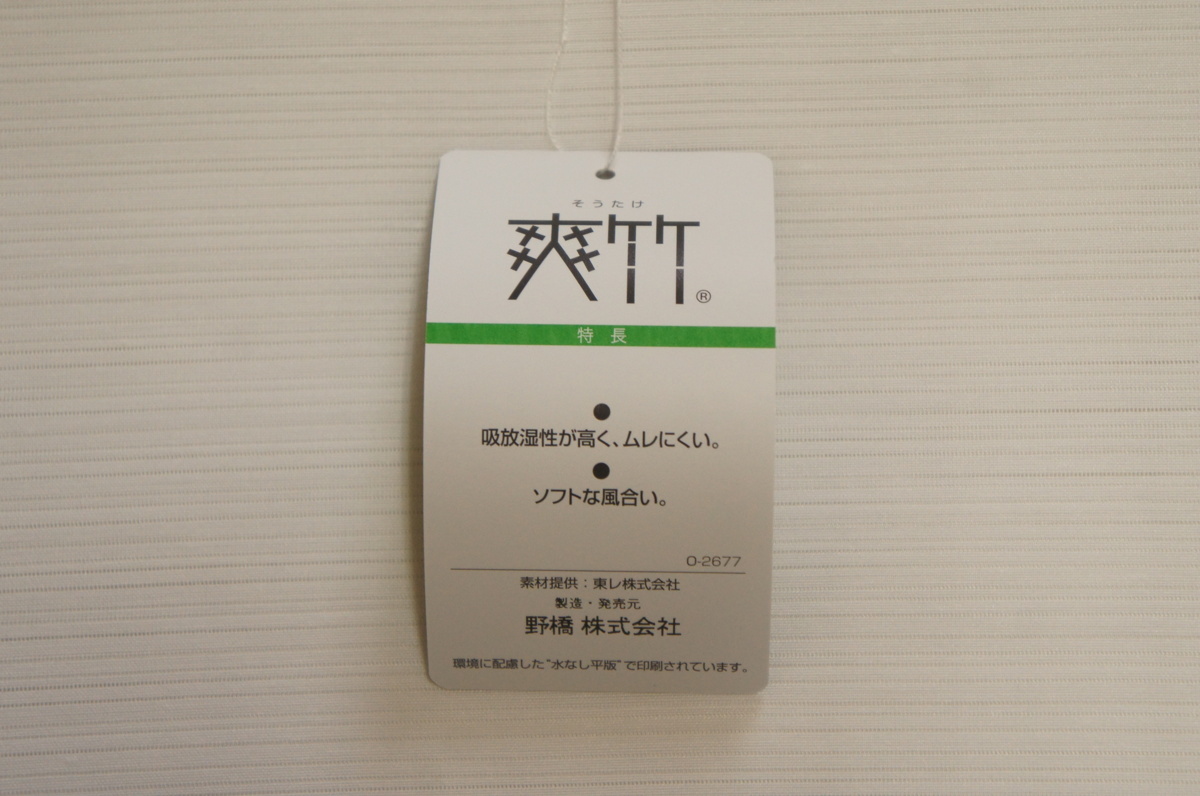 そうたけ
爽竹®
特長
●
吸放湿性が高く、ムレにくい。
●
ソフトな風合い。
O-2677
素材提供：東レ株式会社
製造・発売元
野橋 株式会社
環境に配慮した“水なし平版”で印刷されています。